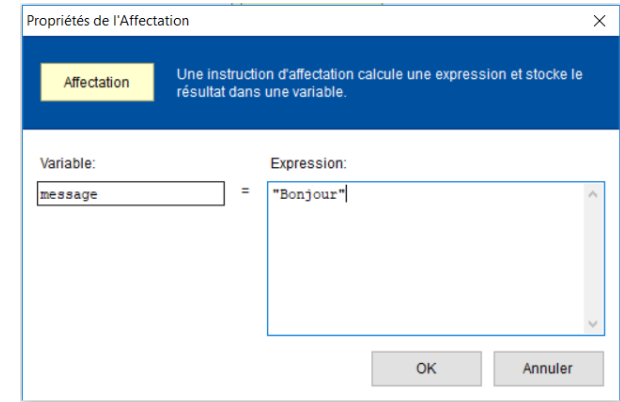 Propriétés de l'Affectation
Affectation
Une instruction d'affectation calcule une expression et stocke le
résultat dans une variable.
Variable:
Expression:
message
=
"Bonjour"
OK
Annuler